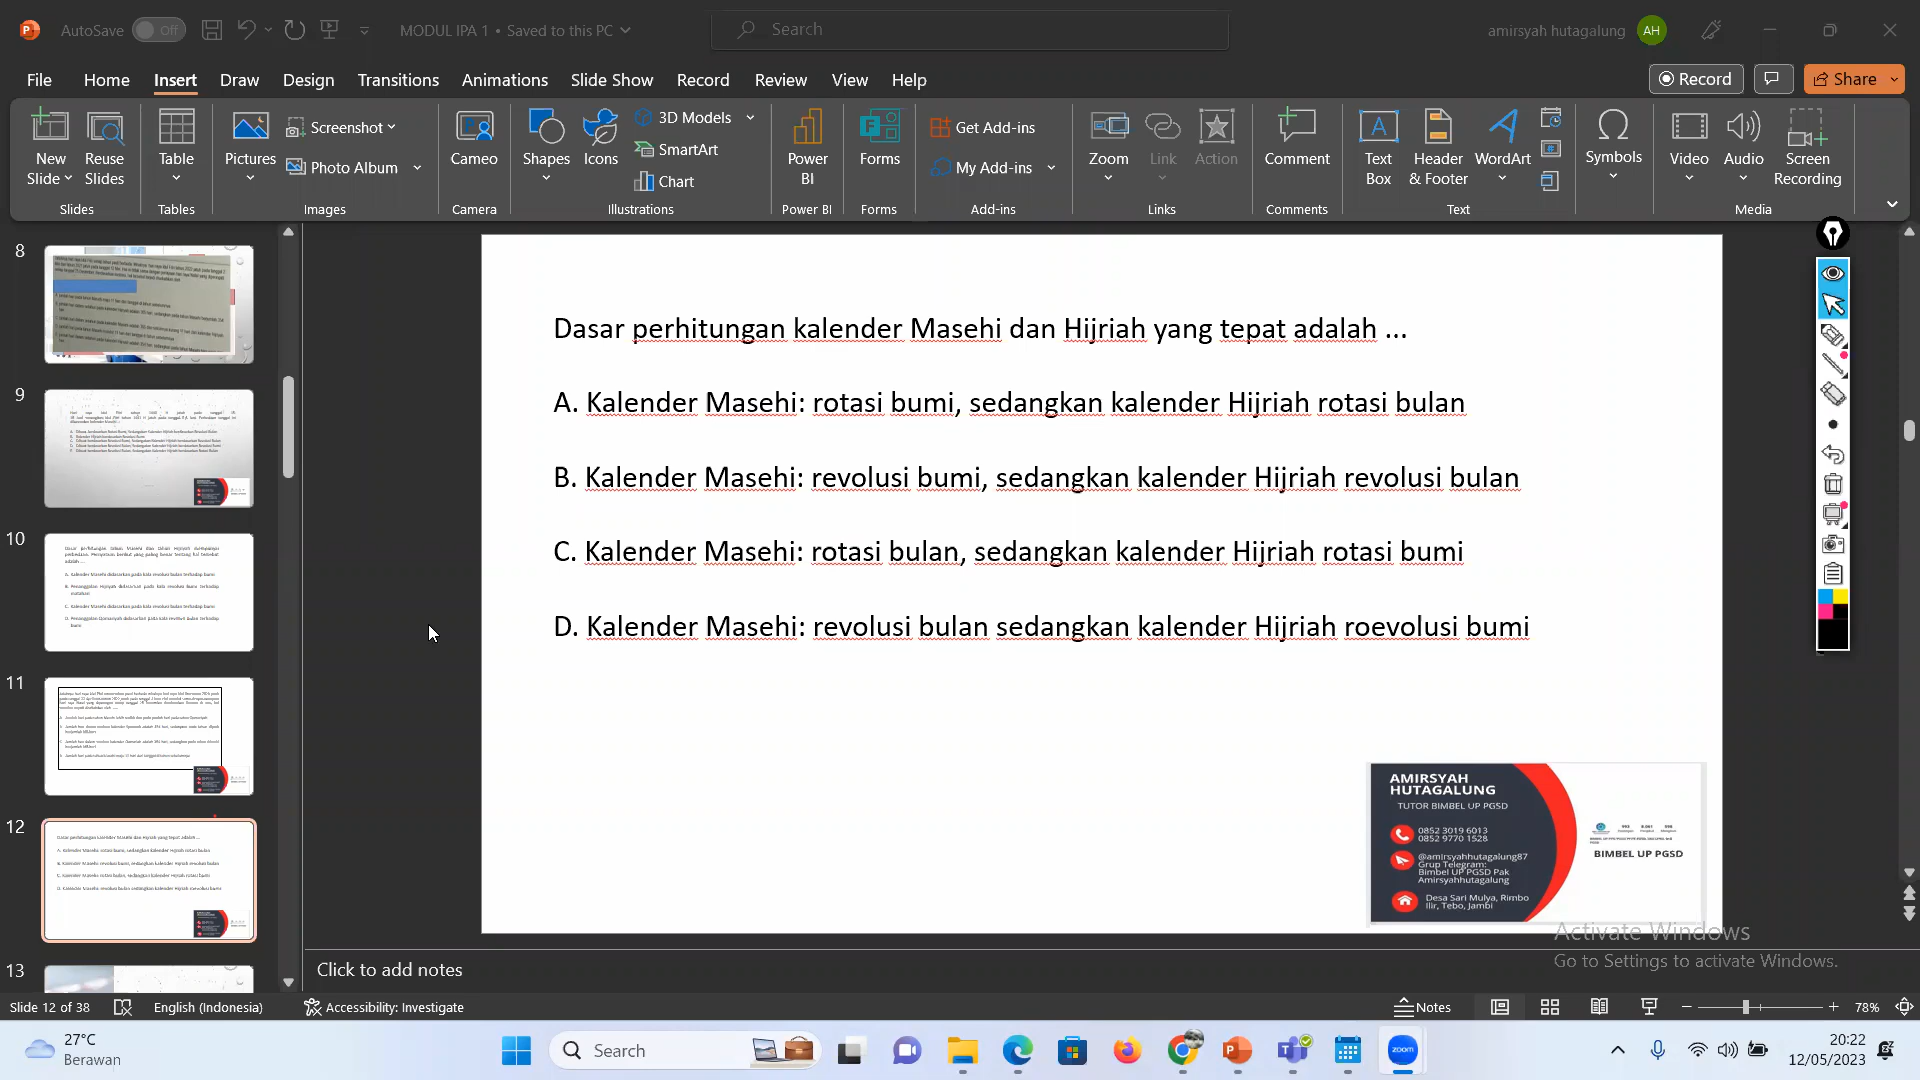 AutoSave Off
MODUL IPA 1 • Saved to this PC
Search
amirsyah hutagalung AH
File Home Insert Draw Design Transitions Animations Slide Show Record Review View Help
Record
Share
New Slide
Reuse Slides
Slides
Table
Tables
Pictures
Screenshot
Photo Album
Images
Cameo
Camera
Shapes
Icons
3D Models
SmartArt
Chart
Illustrations
Power BI
Power BI
Forms
Forms
Get Add-ins
My Add-ins
Add-ins
Zoom
Link
Action
Links
Comment
Comments
Text Box
Header & Footer
WordArt
Text
Symbols
Video
Audio
Screen Recording
Media
8
9
10
11
12
13
Dasar perhitungan kalender Masehi dan Hijriah yang tepat adalah ...
A. Kalender Masehi: rotasi bumi, sedangkan kalender Hijriah rotasi bulan
B. Kalender Masehi: revolusi bumi, sedangkan kalender Hijriah revolusi bulan
C. Kalender Masehi: rotasi bulan, sedangkan kalender Hijriah rotasi bumi
D. Kalender Masehi: revolusi bulan sedangkan kalender Hijriah roevolusi bumi
AMIRSYAH
HUTAGALUNG
TUTOR BIMBEL UP PGSD
0852 3019 6013
0852 9770 1528
@amirsyahhutagalung87
Grup Telegram:
Bimbel UP PGSD Pak
Amirsyahhutagalung
Desa Sari Mulya, Rimbo
Ilir, Tebo, Jambi
BIMBEL UP PGSD
Activate Windows
Go to Settings to activate Windows.
Click to add notes
Slide 12 of 38
English (Indonesia)
Accessibility: Investigate
Notes
78%
27°C
Berawan
Search
zoom
20:22
12/05/2023